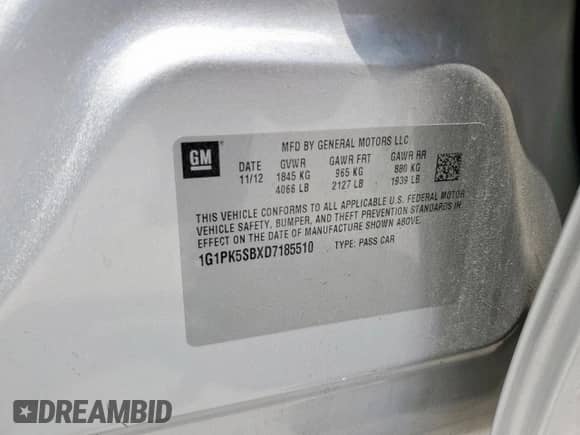 GM
MFD BY GENERAL MOTORS LLC
DATE GVWR GAWR FRT GAWR RR
11/12 1845 KG 965 KG 880 KG
4066 LB 2127 LB 1939 LB
THIS VEHICLE CONFORMS TO ALL APPLICABLE U.S. FEDERAL MOTOR
VEHICLE SAFETY, BUMPER, AND THEFT PREVENTION STANDARDS IN
EFFECT ON THE DATE OF MANUFACTURE SHOWN ABOVE.
1G1PK5SBXD7185510 TYPE: PASS CAR
DREAMBID